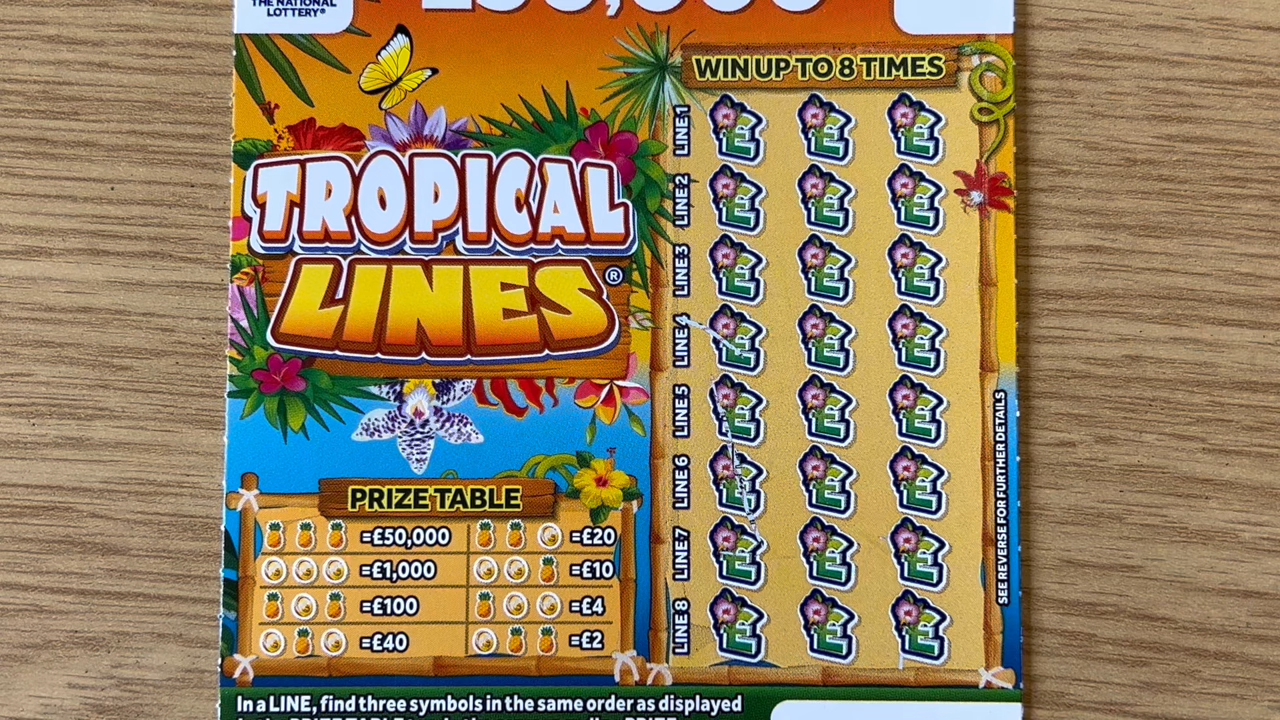 THE NATIONAL
LOTTERY®
WIN UP TO 8 TIMES
TROPICAL
LINES®
LINE 1 £ £ £
LINE 2 £ £ £
LINE 3 £ £ £
LINE 4 £ £ £
LINE 5 £ £ £
LINE 6 £ £ £
LINE 7 £ £ £
LINE 8 £ £ £
PRIZE TABLE
=£50,000 =£20
=£1,000 =£10
=£100 =£4
=£40 =£2
SEE REVERSE FOR FURTHER DETAILS
In a LINE, find three symbols in the same order as displayed